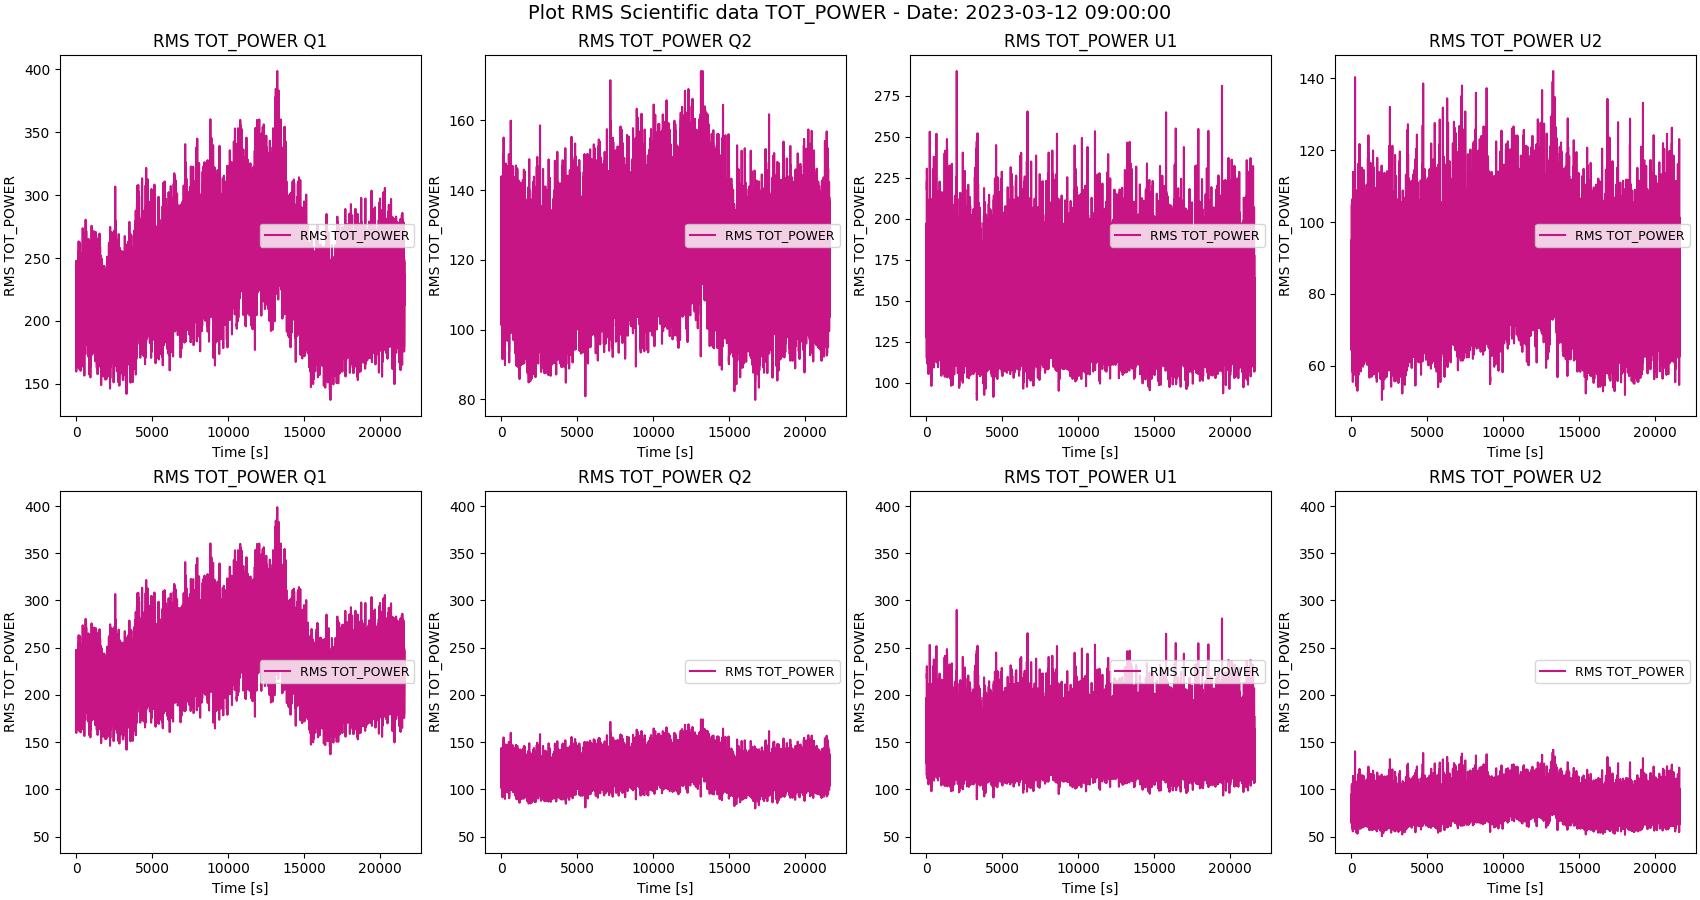 Plot RMS Scientific data TOT_POWER - Date: 2023-03-12 09:00:00
RMS TOT_POWER Q1
RMS TOT_POWER
400
350
300
250
200
150
RMS TOT_POWER
0 5000 10000 15000 20000
Time [s]
RMS TOT_POWER Q2
RMS TOT_POWER
160
140
120
100
80
RMS TOT_POWER
0 5000 10000 15000 20000
Time [s]
RMS TOT_POWER U1
RMS TOT_POWER
275
250
225
200
175
150
125
100
RMS TOT_POWER
0 5000 10000 15000 20000
Time [s]
RMS TOT_POWER U2
RMS TOT_POWER
140
120
100
80
60
RMS TOT_POWER
0 5000 10000 15000 20000
Time [s]
RMS TOT_POWER Q1
RMS TOT_POWER
400
350
300
250
200
150
100
50
RMS TOT_POWER
0 5000 10000 15000 20000
Time [s]
RMS TOT_POWER Q2
RMS TOT_POWER
400
350
300
250
200
150
100
50
RMS TOT_POWER
0 5000 10000 15000 20000
Time [s]
RMS TOT_POWER U1
RMS TOT_POWER
400
350
300
250
200
150
100
50
RMS TOT_POWER
0 5000 10000 15000 20000
Time [s]
RMS TOT_POWER U2
RMS TOT_POWER
400
350
300
250
200
150
100
50
RMS TOT_POWER
0 5000 10000 15000 20000
Time [s]